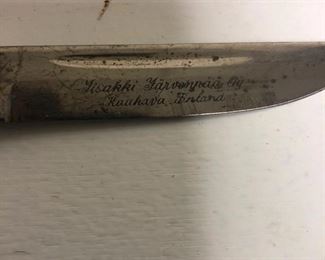 Iisakki Järvenpää Oy
Kauhava, Finland